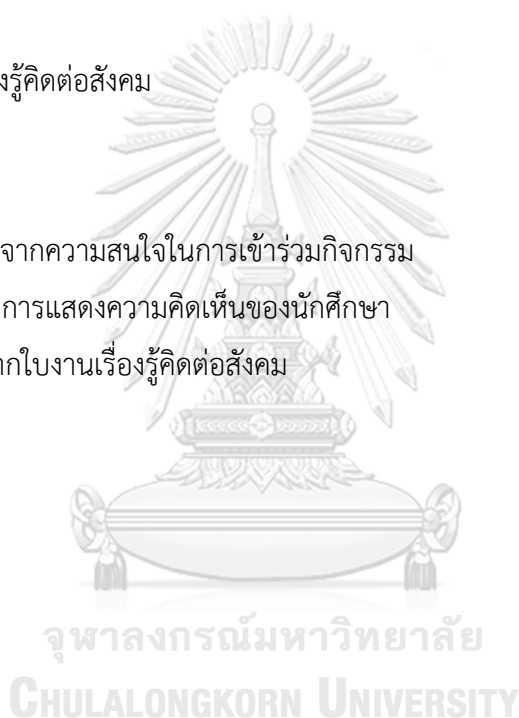 งรู้คิดต่อสังคม
จากความสนใจในการเข้าร่วมกิจกรรม
การแสดงความคิดเห็นของนักศึกษา
ากใบงานเรื่องรู้คิดต่อสังคม
จุฬาลงกรณ์มหาวิทยาลัย
CHULALONGKORN UNIVERSITY